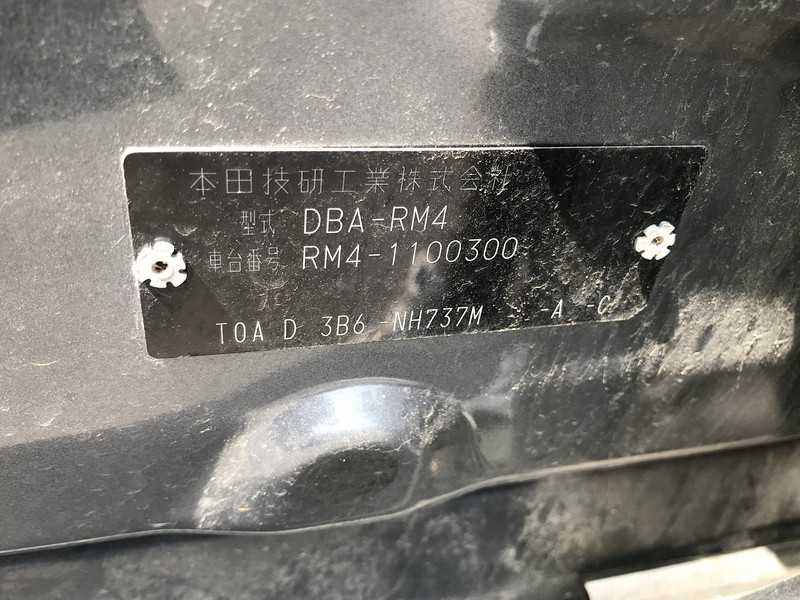 本田技研工業株式会社
型式 DBA-RM4
車台番号 RM4-1100300
T0A D 3B6 -NH737M - -A -C